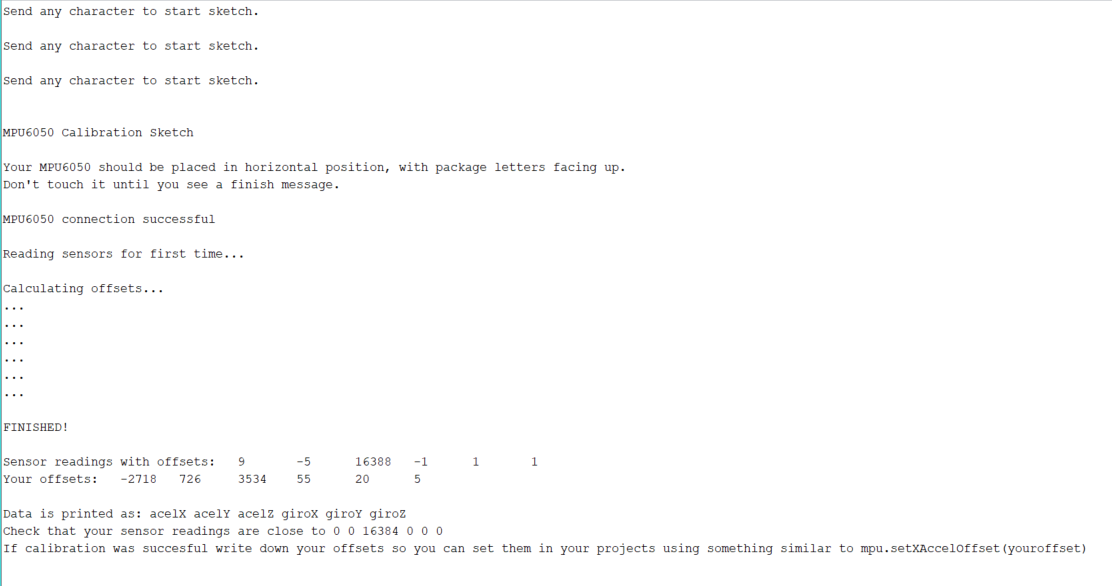 Send any character to start sketch.
Send any character to start sketch.
Send any character to start sketch.
MPU6050 Calibration Sketch
Your MPU6050 should be placed in horizontal position, with package letters facing up.
Don't touch it until you see a finish message.
MPU6050 connection successful
Reading sensors for first time...
Calculating offsets...
...
...
...
...
...
...
FINISHED!
Sensor readings with offsets: 9 -5 16388 -1 1 1
Your offsets: -2718 726 3534 55 20 5
Data is printed as: acelX acelY acelZ giroX giroY giroZ
Check that your sensor readings are close to 0 0 16384 0 0 0
If calibration was succesful write down your offsets so you can set them in your projects using something similar to mpu.setXAccelOffset(youroffset)